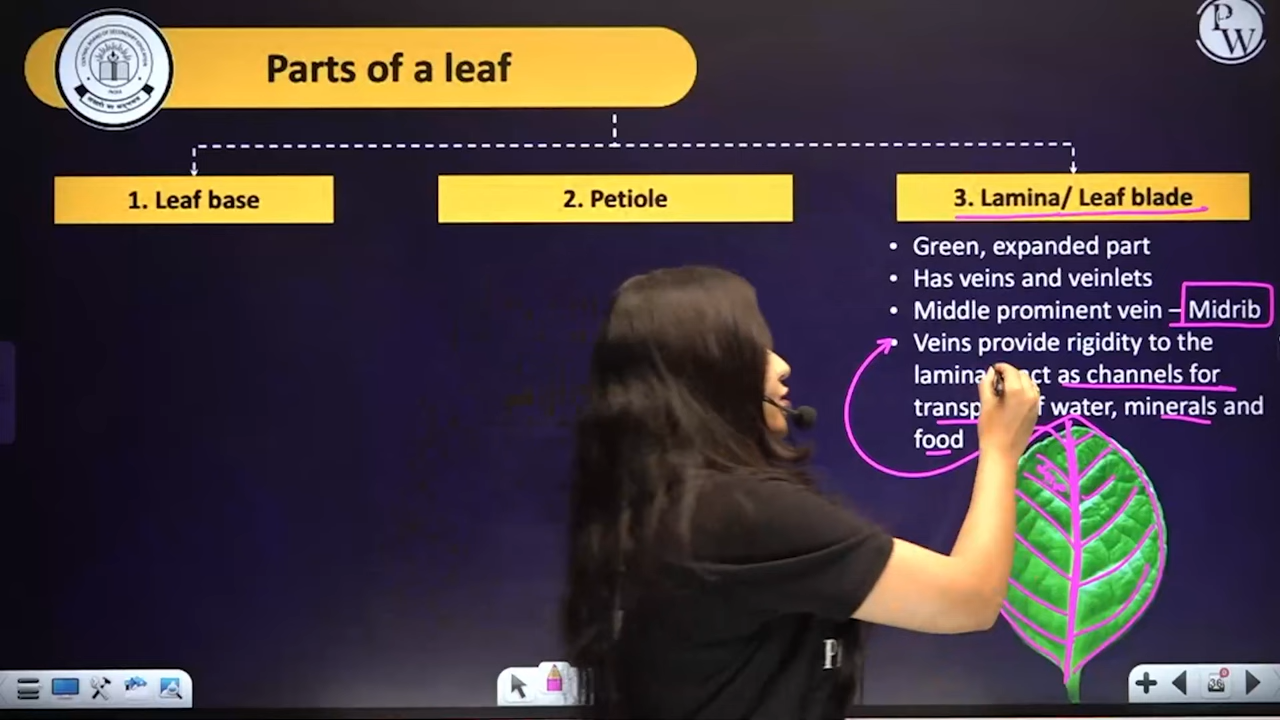 Parts of a leaf
P
W
1. Leaf base
2. Petiole
3. Lamina/ Leaf blade
• Green, expanded part
• Has veins and veinlets
• Middle prominent vein – Midrib
• Veins provide rigidity to the
lamina act as channels for
water, minerals and
food
P
36